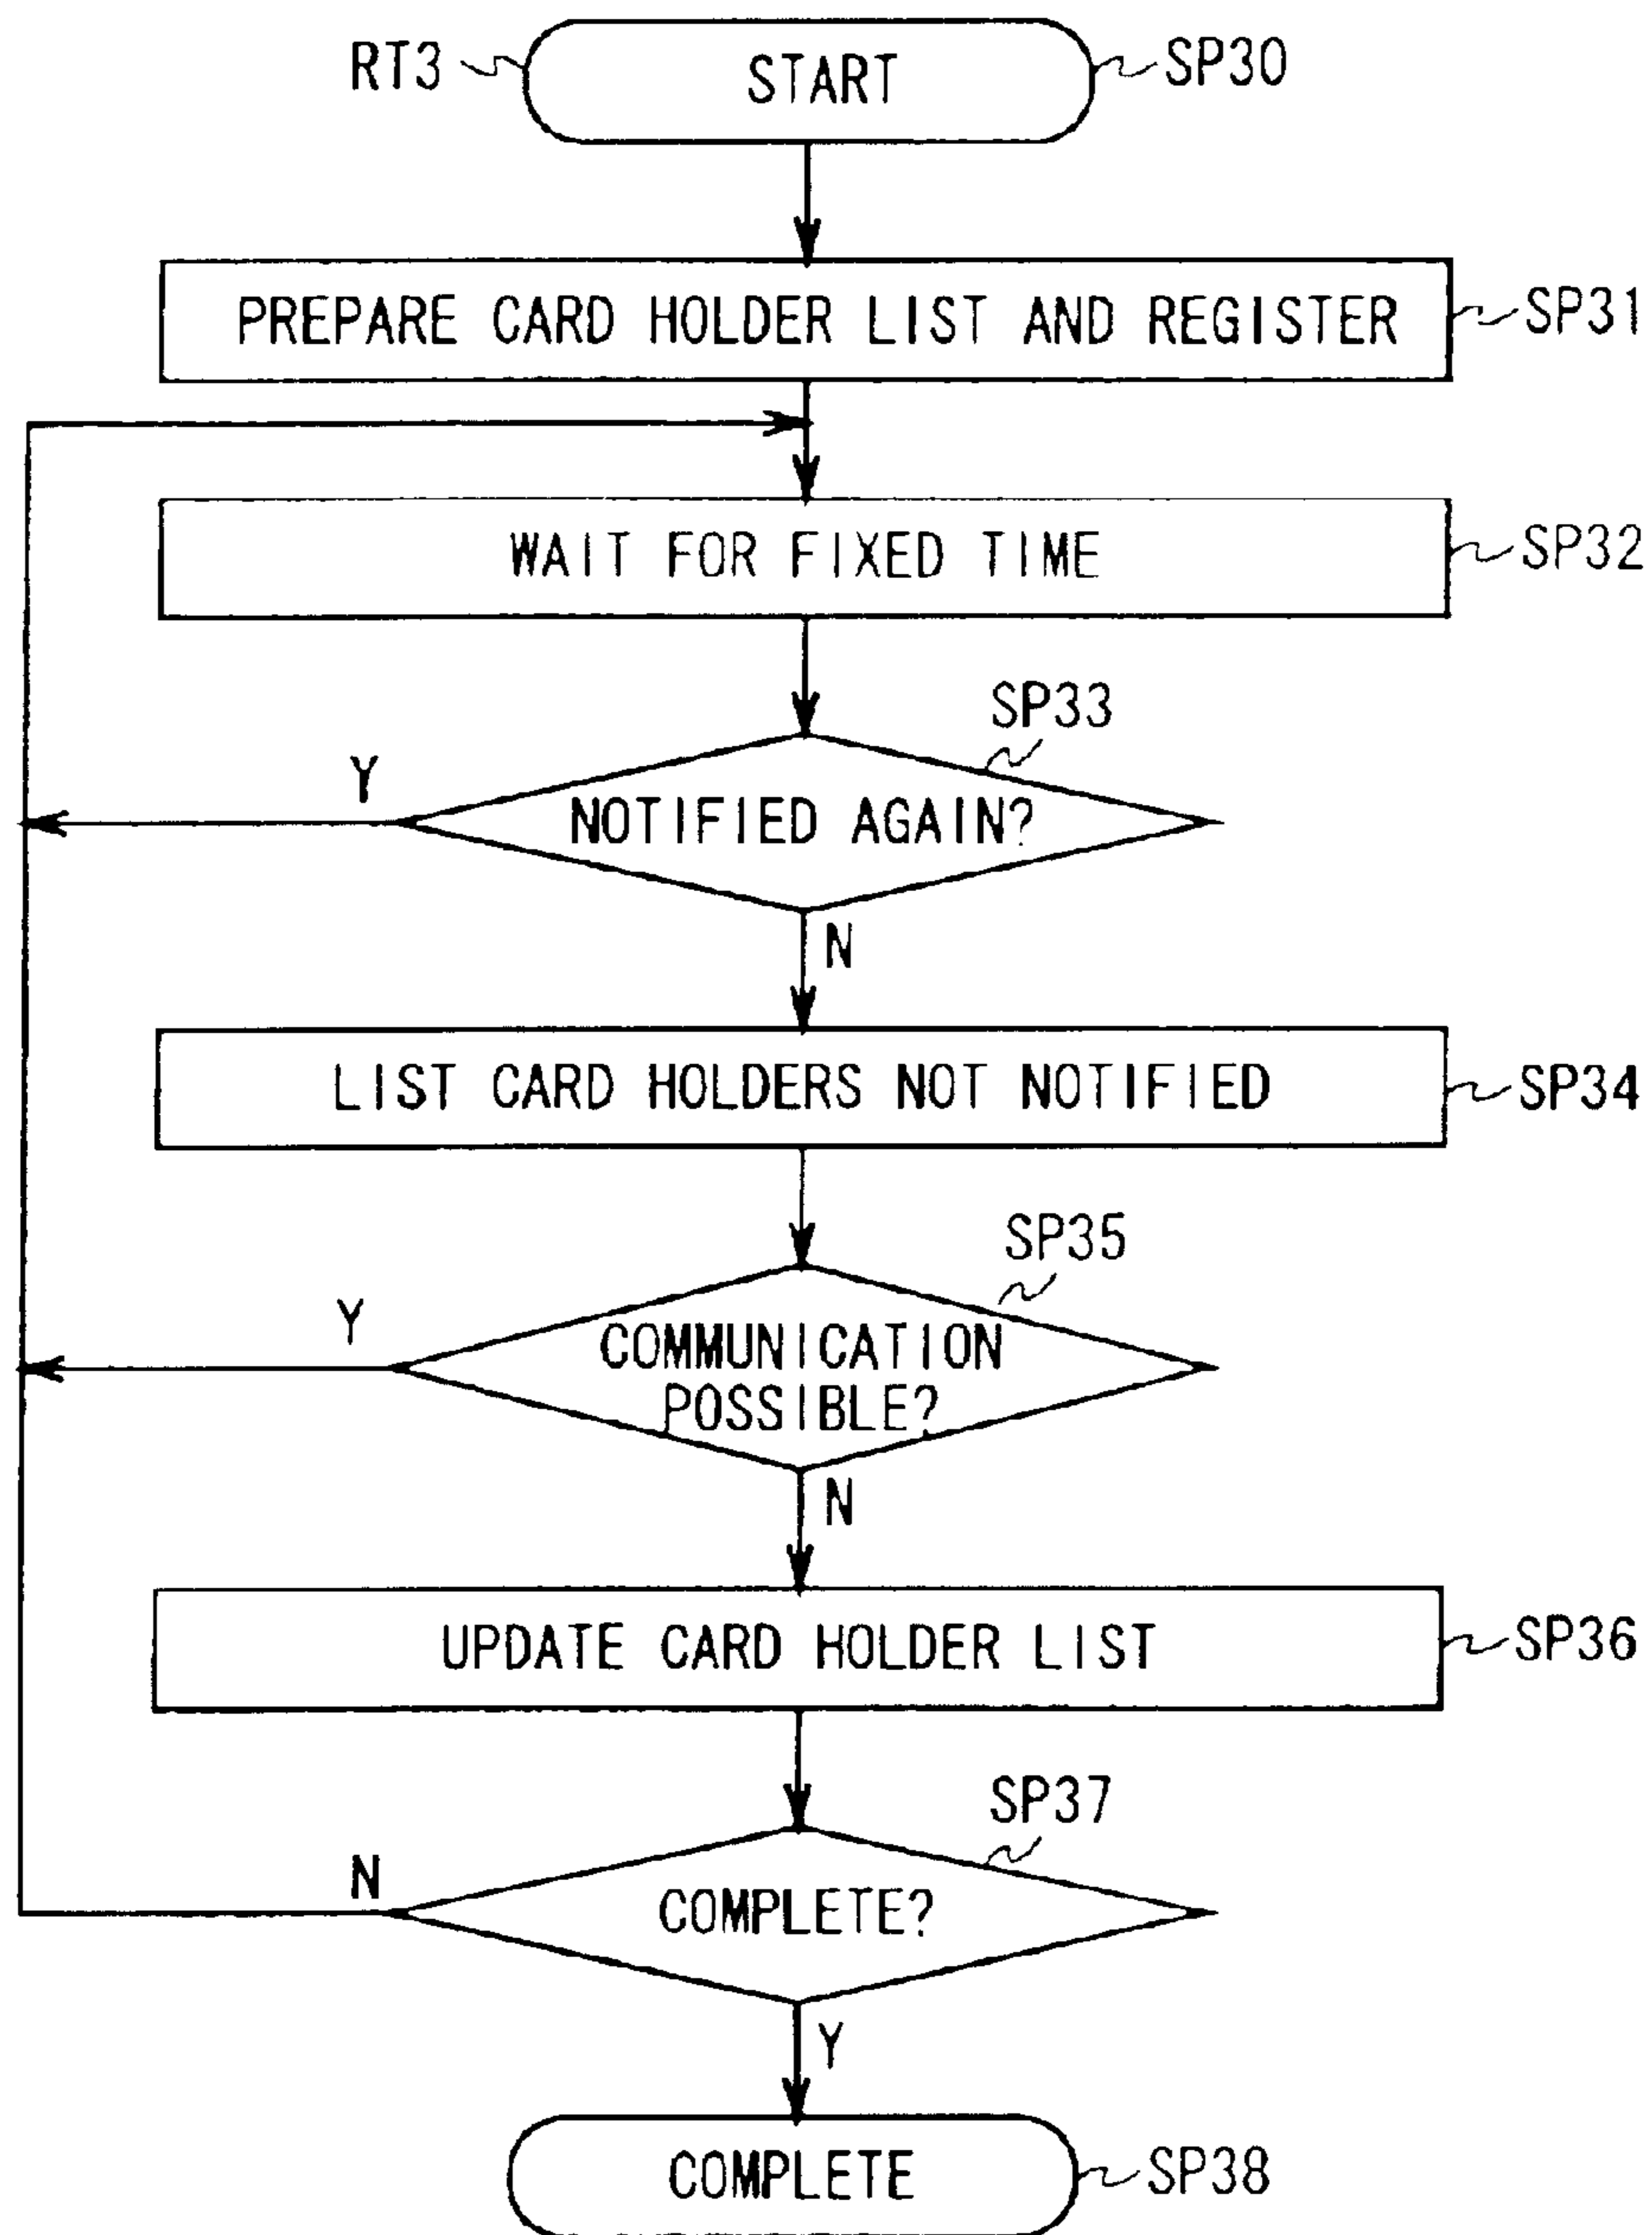 RT3
START
SP30
PREPARE CARD HOLDER LIST AND REGISTER
SP31
WAIT FOR FIXED TIME
SP32
SP33
Y
NOTIFIED AGAIN?
N
LIST CARD HOLDERS NOT NOTIFIED
SP34
SP35
Y
COMMUNICATION
POSSIBLE?
N
UPDATE CARD HOLDER LIST
SP36
SP37
N
COMPLETE?
Y
COMPLETE
SP38